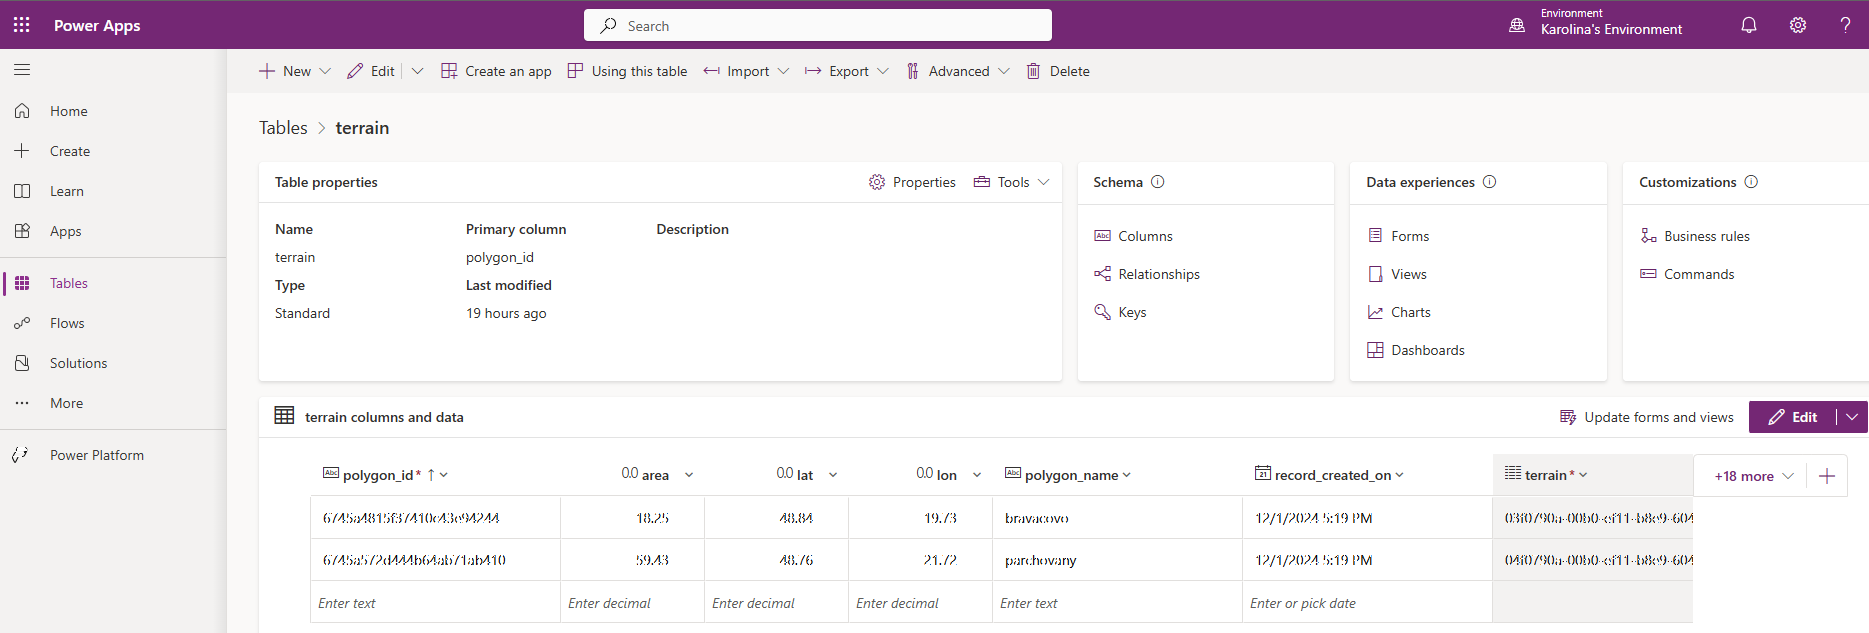 Power Apps
Search
Environment
Karolina's Environment
New
Edit
Create an app
Using this table
Import
Export
Advanced
Delete
Home
Create
Learn
Apps
Tables
Flows
Solutions
More
Power Platform
Tables > terrain
Table properties
Properties
Tools
Name
Primary column
Description
terrain
polygon_id
Type
Last modified
Standard
19 hours ago
Schema
Columns
Relationships
Keys
Data experiences
Forms
Views
Charts
Dashboards
Customizations
Business rules
Commands
terrain columns and data
Update forms and views
Edit
Abc polygon_id * ↑ 0.0 area 0.0 lat 0.0 lon Abc polygon_name 21 record_created_on terrain * +18 more
18.25 48.84 19.73 bravacovo 12/1/2024 5:19 PM 03f0790a-00b0-ef11-b8e9-604
6745a572d444b64ab71ab410 59.43 48.76 21.72 parchovany 12/1/2024 5:19 PM 04f0790a-00b0-ef11-b8e9-604
Enter text Enter decimal Enter decimal Enter decimal Enter text Enter or pick date